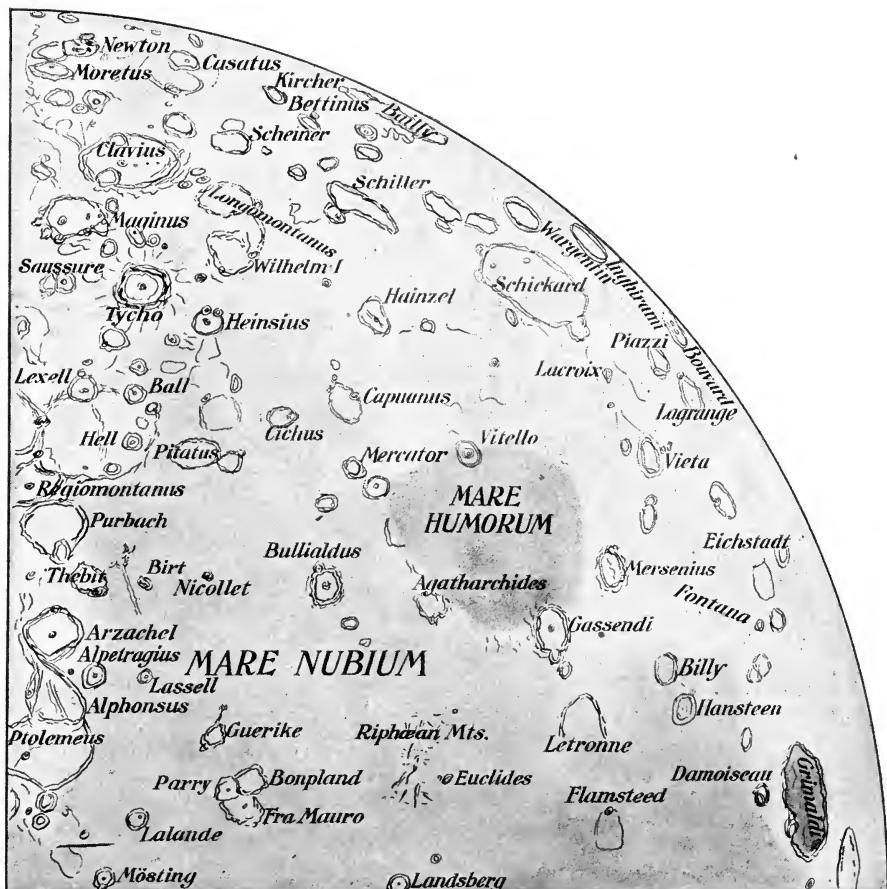 Newton
Casatus
Moretus
Kircher
Bettinus
Bailly
Scheiner
Clavius
Schiller
Longomontanus
Maginus
Wargentin
Wilhelm I
Inghirami
Saussure
Schickard
Hainzel
Tycho
Heinsius
Piazzi
Bouvard
Lexell
Ball
Lacroix
Capuanus
Lagrange
Cichus
Hell
Pitatus
Vitello
Mercator
Vieta
Regiomontanus
MARE
HUMORUM
Purbach
Eichstadt
Bullialdus
Thebit
Birt
Nicollet
Agatharchides
Mersenius
Fontana
Arzachel
Gassendi
Alpetragius
MARE NUBIUM
Lassell
Billy
Alphonsus
Hansteen
Ptolemeus
Guerike
Riphæan Mts.
Letronne
Parry
Bonpland
Euclides
Damoiseau
Grimaldi
Flamsteed
Fra Mauro
Lalande
Mösting
Landsberg